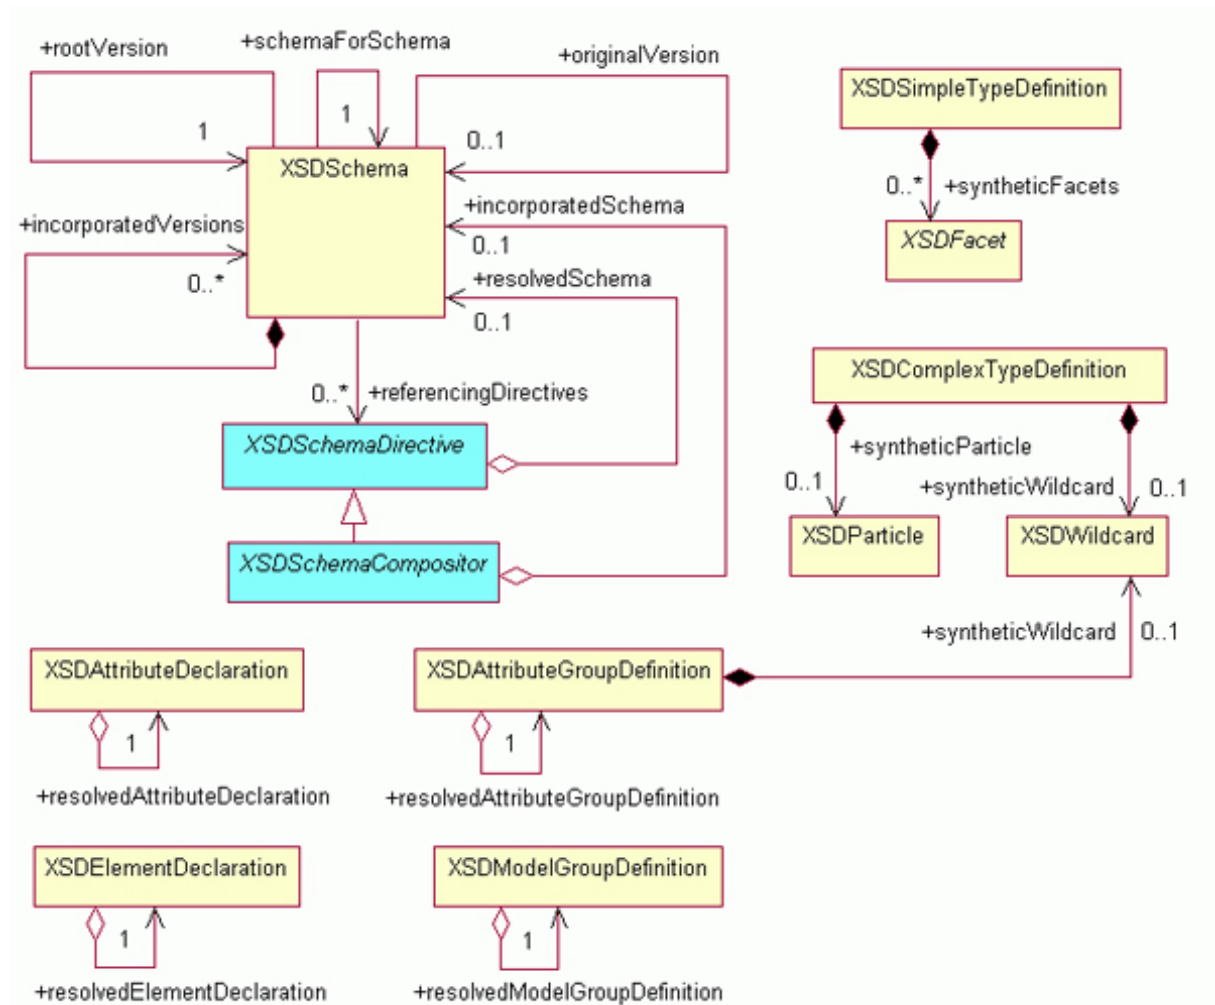 +rootVersion
+schemaForSchema
+originalVersion
1
1
0..1
XSDSchema
+incorporatedVersions
0..*
+incorporatedSchema
0..1
+resolvedSchema
0..1
0..*
+referencingDirectives
XSDSchemaDirective
XSDSchemaCompositor
XSDSimpleTypeDefinition
0..*
+syntheticFacets
XSDFacet
XSDComplexTypeDefinition
+syntheticParticle
0..1
+syntheticWildcard
0..1
XSDParticle
XSDWildcard
+syntheticWildcard
0..1
XSDAttributeDeclaration
1
+resolvedAttributeDeclaration
XSDAttributeGroupDefinition
1
+resolvedAttributeGroupDefinition
XSDElementDeclaration
1
+resolvedElementDeclaration
XSDModelGroupDefinition
1
+resolvedModelGroupDefinition